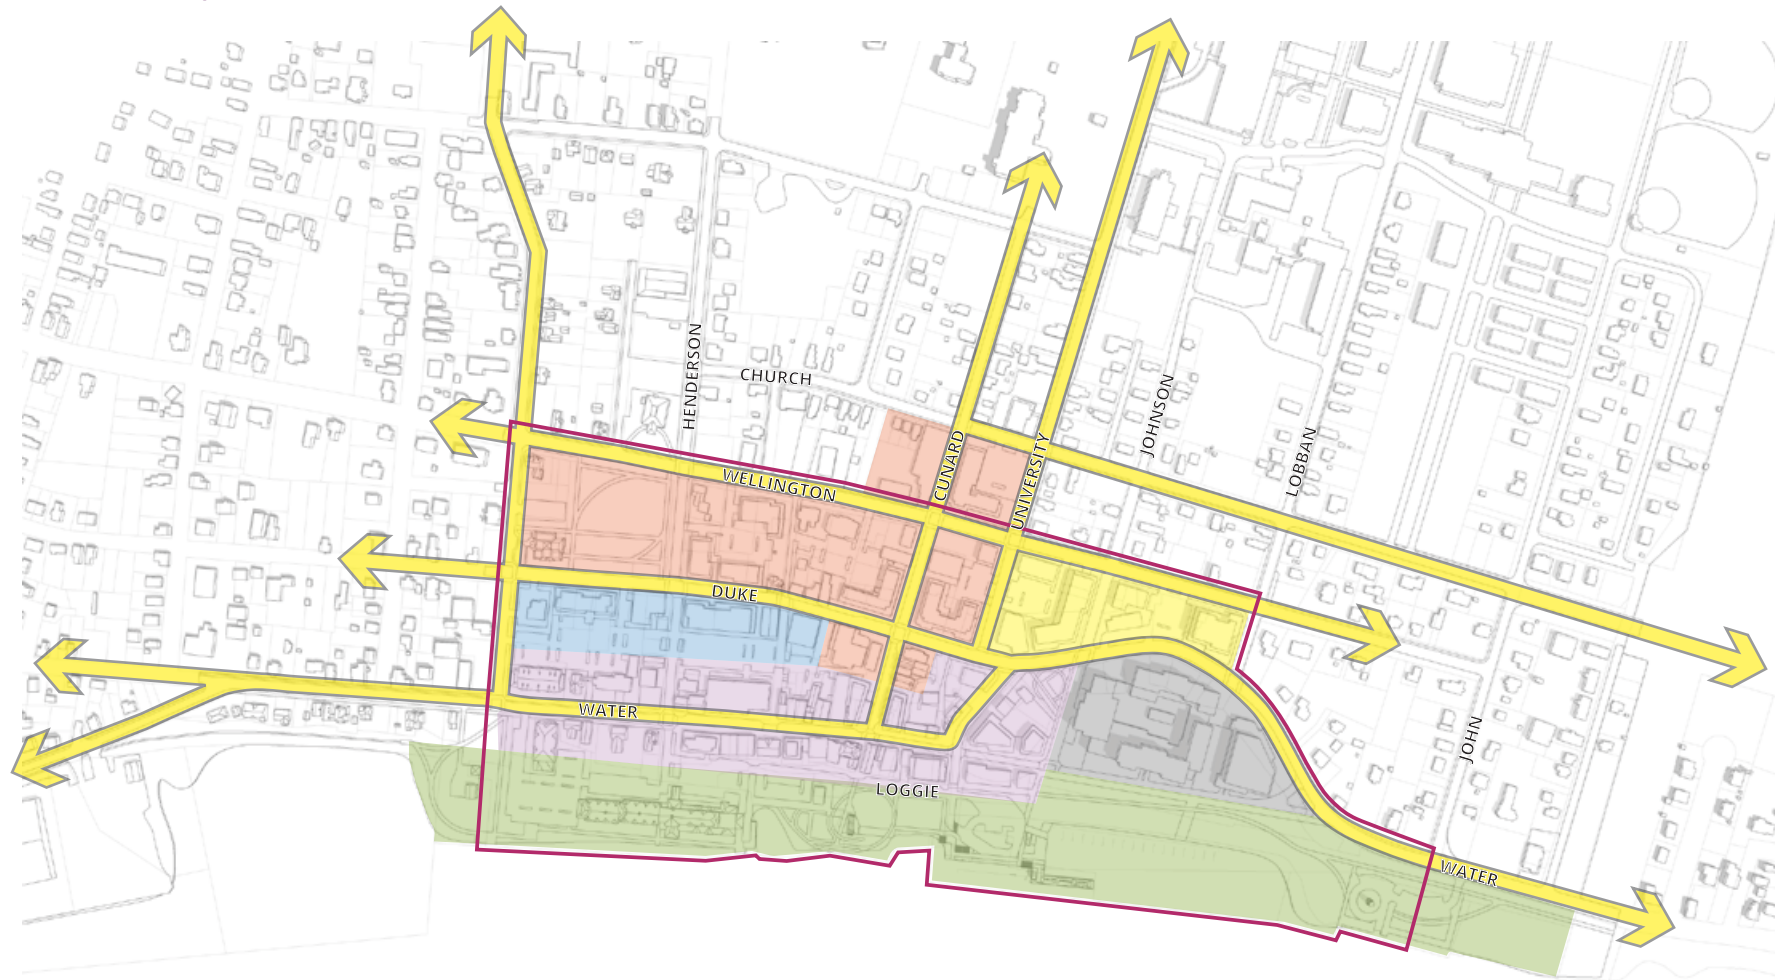 HENDERSON
CHURCH
JOHNSON
CUNARD
UNIVERSITY
LOBBAN
WELLINGTON
DUKE
WATER
JOHN
LOGGIE
WATER